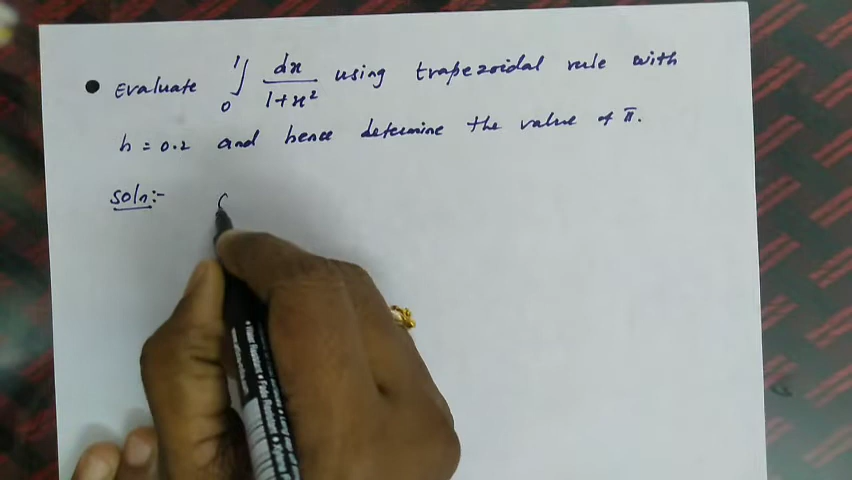 Evaluate ∫₀¹ dx/(1+x²) using trapezoidal rule with
h = 0.2 and hence determine the value of π.
Soln:-